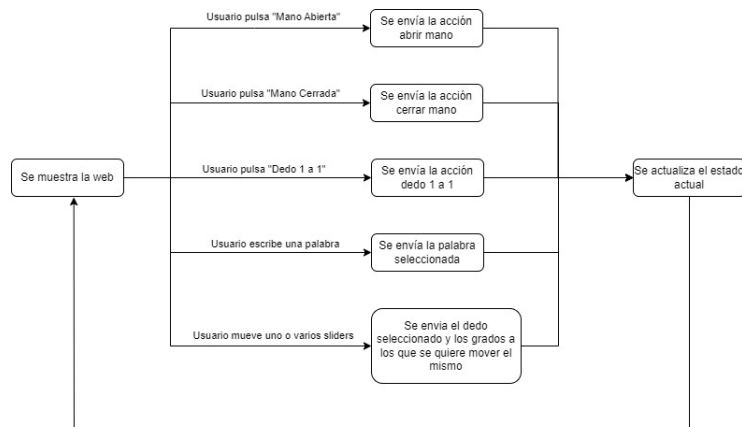 Usuario pulsa "Mano Abierta"
Se envía la acción
abrir mano
Usuario pulsa "Mano Cerrada"
Se envía la acción
cerrar mano
Se muestra la web
Usuario pulsa "Dedo 1 a 1"
Se envía la acción
dedo 1 a 1
Se actualiza el estado
actual
Usuario escribe una palabra
Se envía la palabra
seleccionada
Usuario mueve uno o varios sliders
Se envia el dedo
seleccionado y los grados a
los que se quiere mover el
mismo